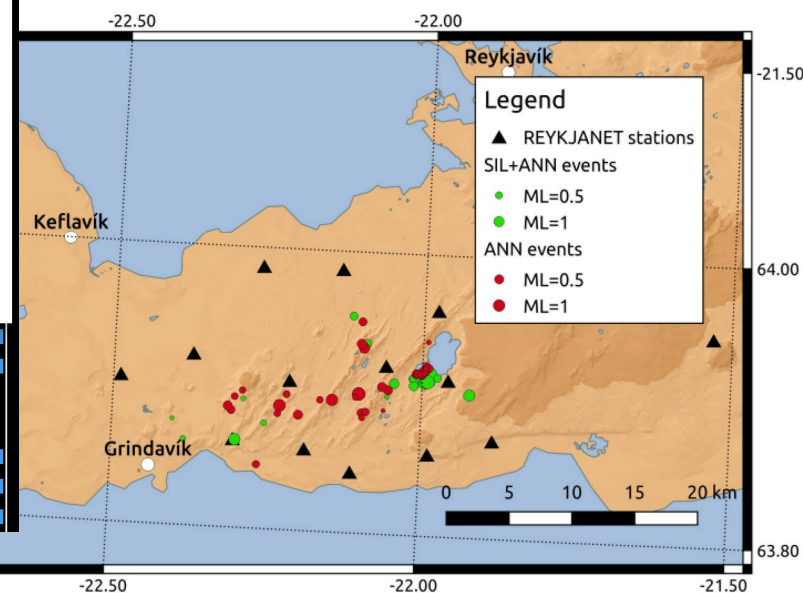 -22.50
-22.00
Reykjavík
-21.50
Legend
REYKJANET stations
SIL+ANN events
ML=0.5
ML=1
ANN events
ML=0.5
ML=1
Keflavík
64.00
Grindavík
0 5 10 15 20 km
63.80
-22.50
-22.00
-21.50